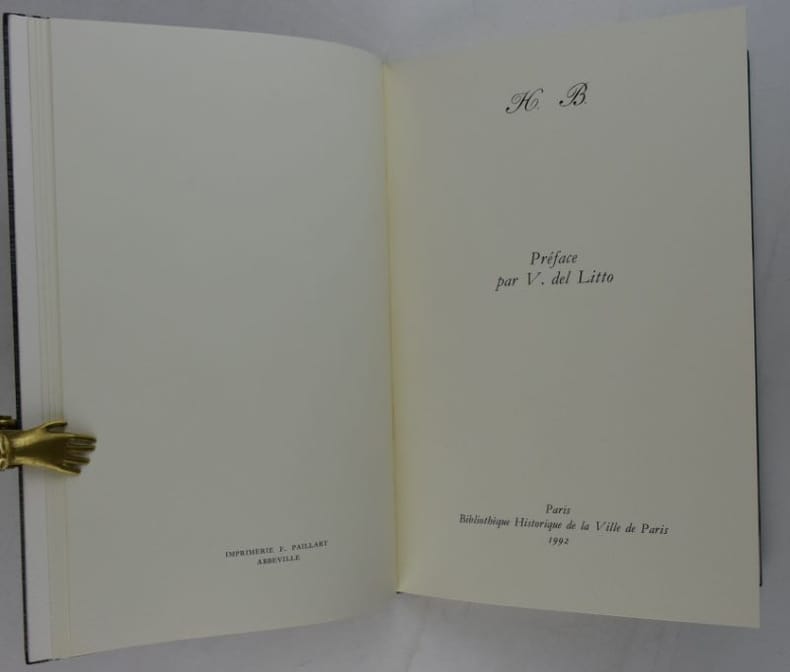 IMPRIMERIE F. PAILLART
ABBEVILLE
H. B.
Préface
par V. del Litto
Paris
Bibliothèque Historique de la Ville de Paris
1992